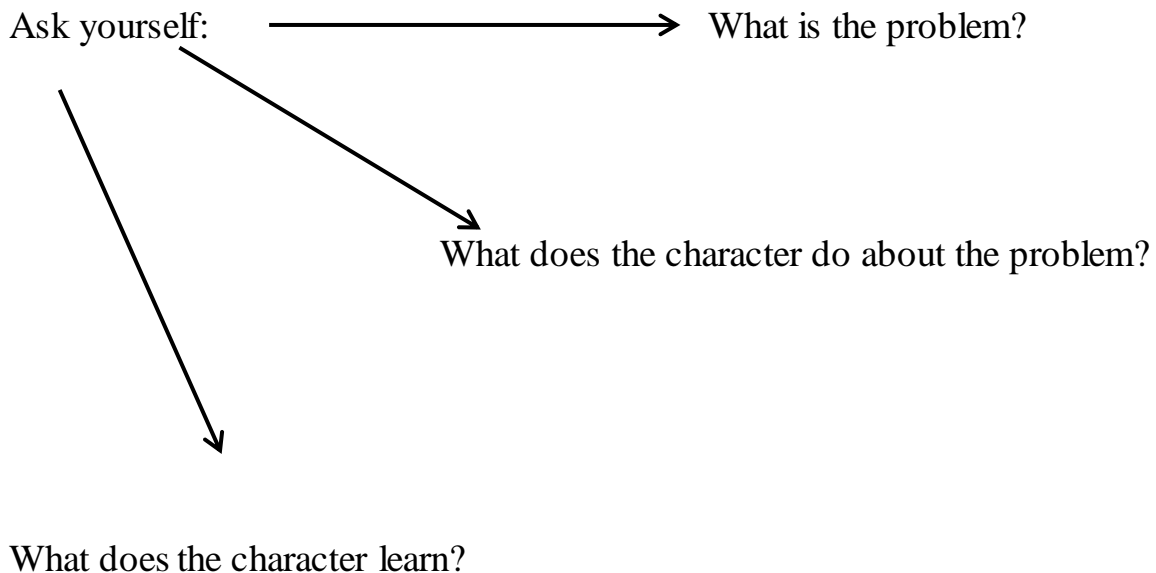 Ask yourself: What is the problem?
What does the character do about the problem?
What does the character learn?